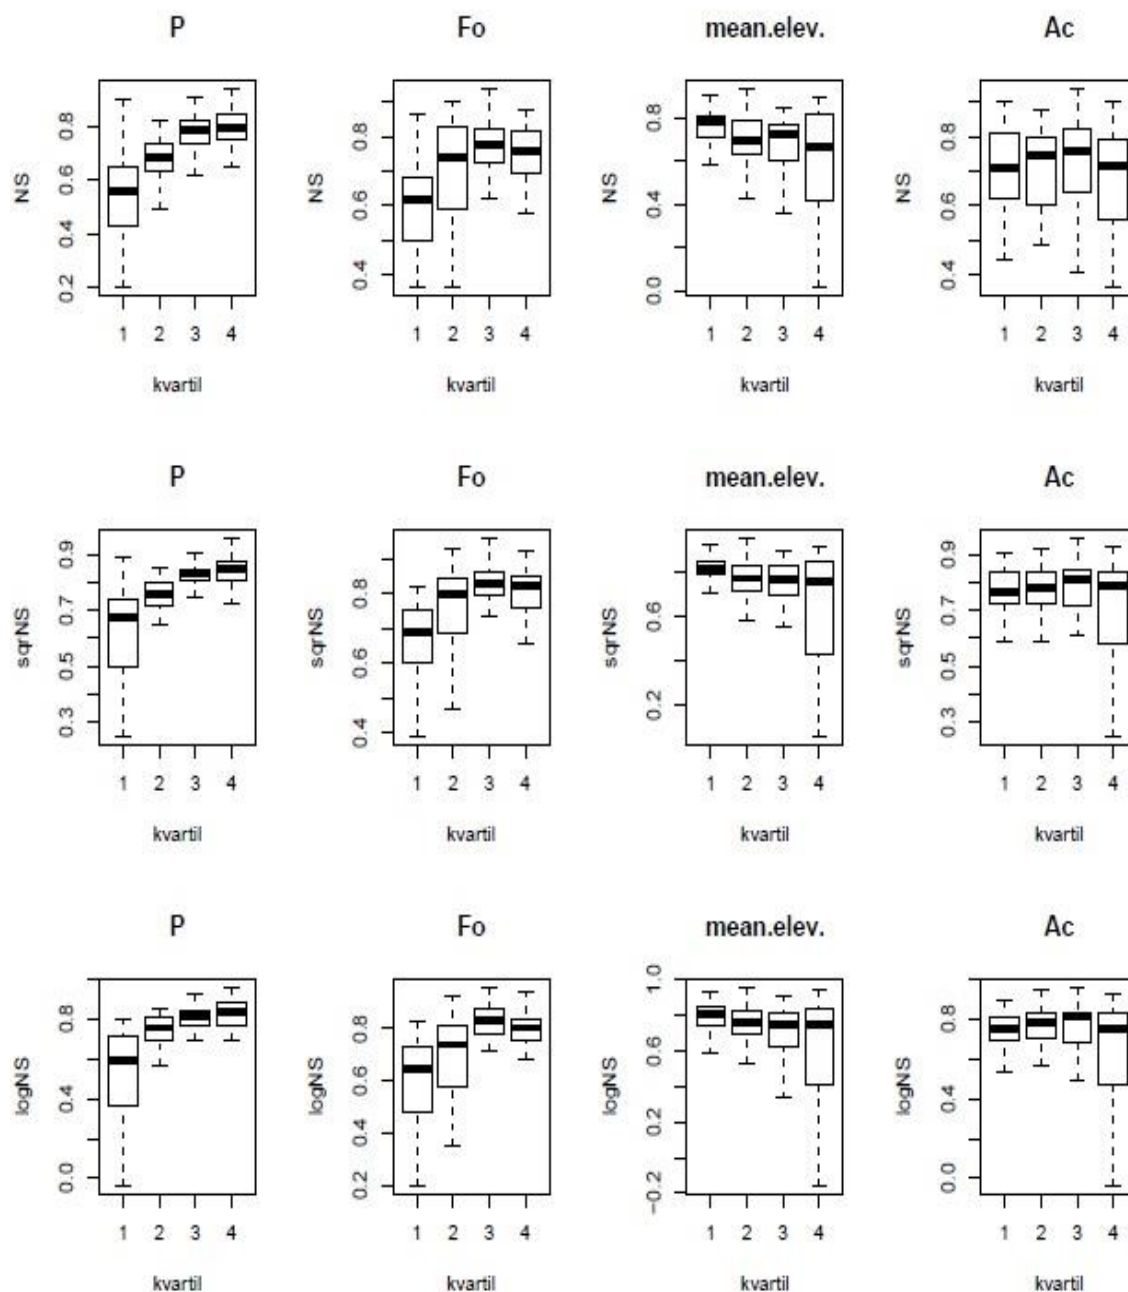 P Fo mean.elev. Ac
NS 0.2 0.4 0.6 0.8
NS 0.4 0.6 0.8
NS 0.0 0.4 0.8
NS 0.4 0.6 0.8
1 2 3 4 1 2 3 4 1 2 3 4 1 2 3 4
kvartil kvartil kvartil kvartil
P Fo mean.elev. Ac
sqrNS 0.3 0.5 0.7 0.9
sqrNS 0.4 0.6 0.8
sqrNS 0.2 0.6
sqrNS 0.3 0.5 0.7 0.9
1 2 3 4 1 2 3 4 1 2 3 4 1 2 3 4
kvartil kvartil kvartil kvartil
P Fo mean.elev. Ac
logNS 0.0 0.4 0.8
logNS 0.2 0.4 0.6 0.8
logNS -0.2 0.2 0.6 1.0
logNS 0.0 0.4 0.8
1 2 3 4 1 2 3 4 1 2 3 4 1 2 3 4
kvartil kvartil kvartil kvartil